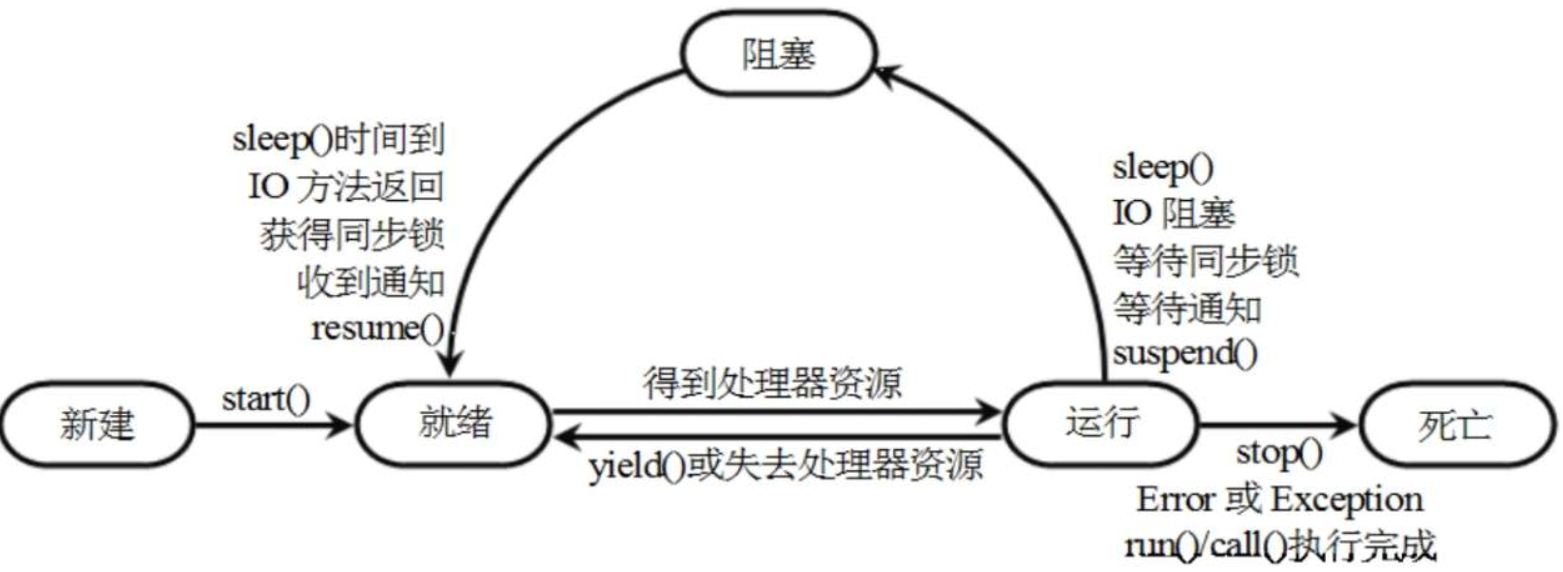 阻塞
sleep()时间到
IO 方法返回
获得同步锁
收到通知
resume()
sleep()
IO 阻塞
等待同步锁
等待通知
suspend()
新建
start()
就绪
得到处理器资源
yield()或失去处理器资源
运行
死亡
stop()
Error 或 Exception
run()/call()执行完成